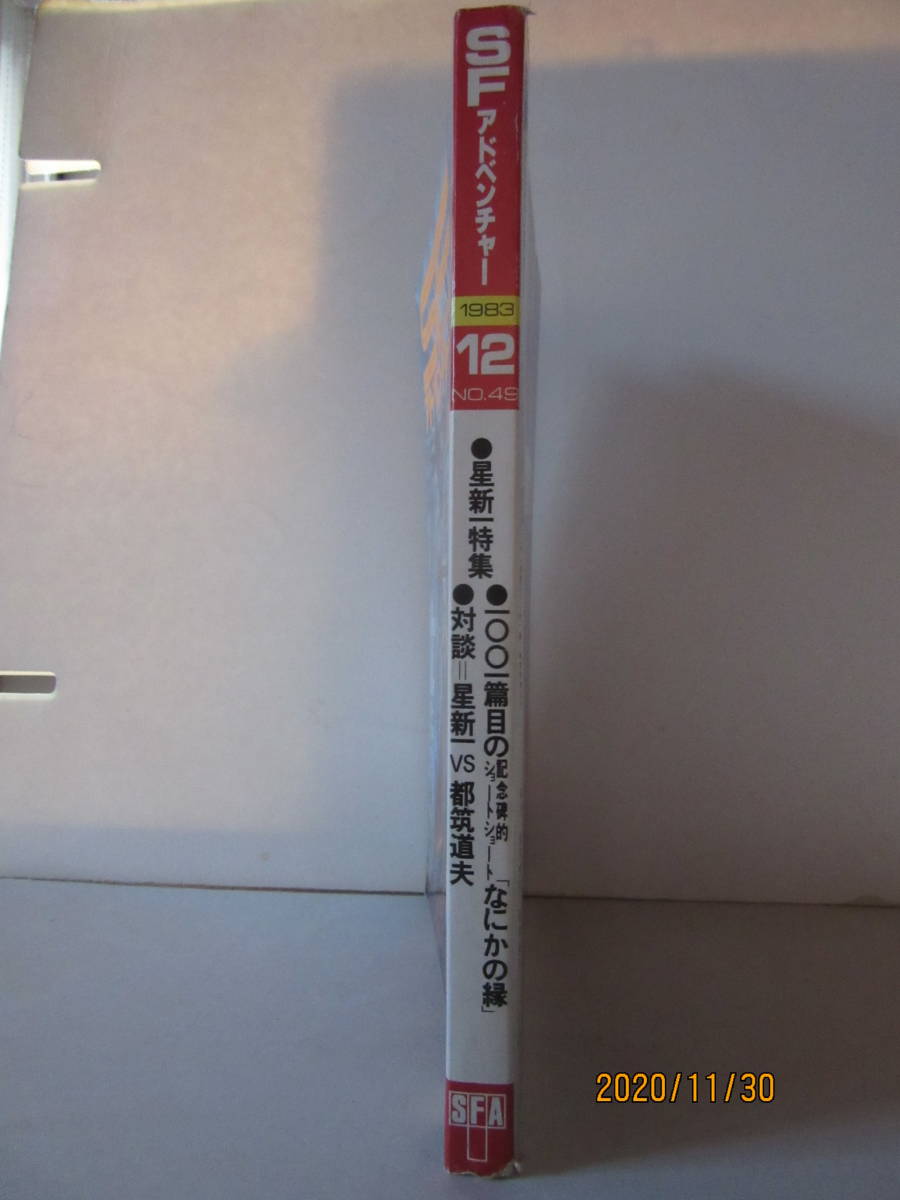 SFアドベンチャー
1983
12
NO.49
●星新一特集
●一〇〇一篇目の記念碑的ショートショート「なにかの縁」
●対談=星新一 VS 都筑道夫
SFA
2020/11/30